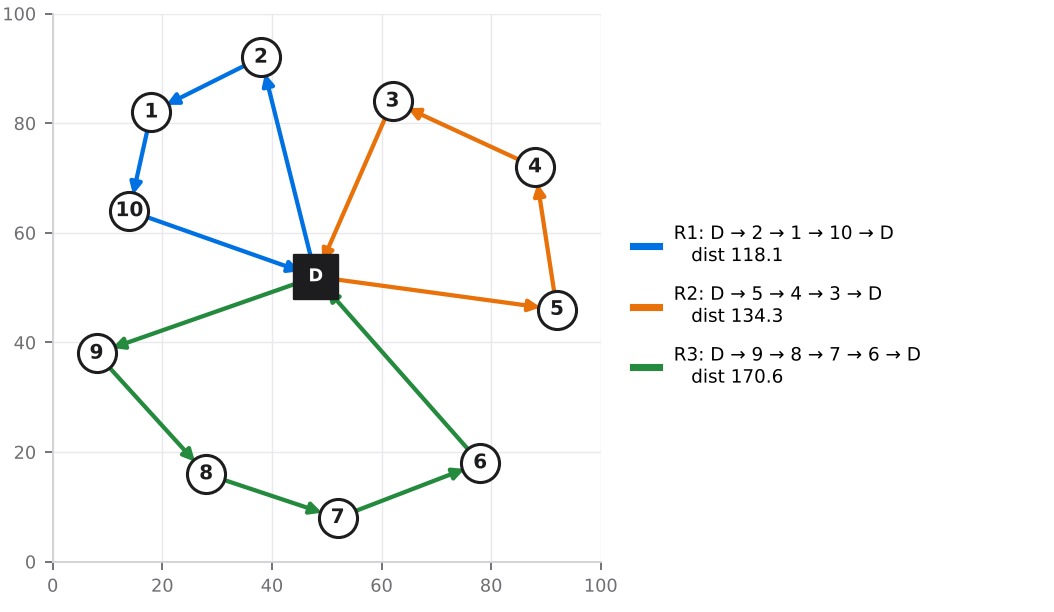 100
80
60
40
20
0
0 20 40 60 80 100
2
1
3
4
10
D
5
9
8
6
7
R1: D → 2 → 1 → 10 → D
dist 118.1
R2: D → 5 → 4 → 3 → D
dist 134.3
R3: D → 9 → 8 → 7 → 6 → D
dist 170.6